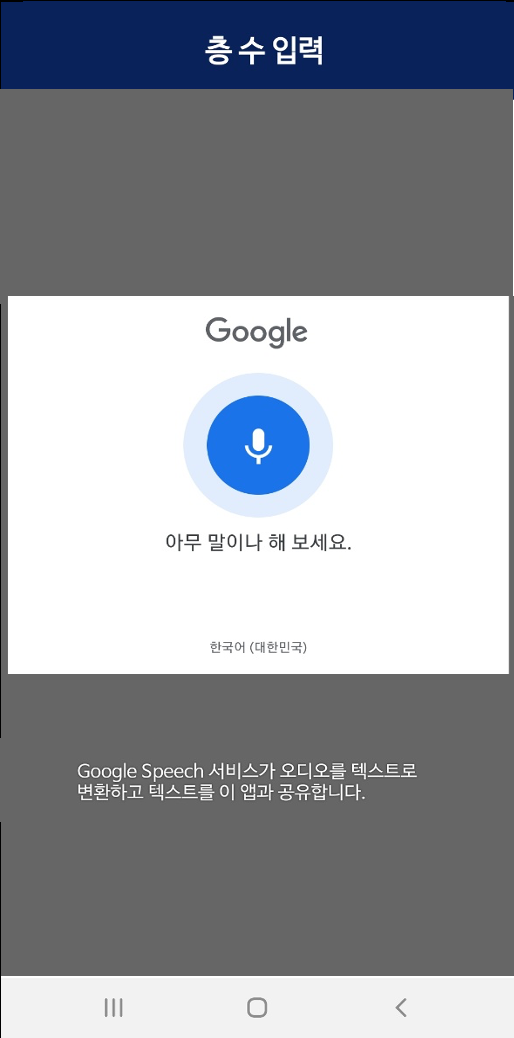 층 수 입력
Google
아무 말이나 해 보세요.
한국어 (대한민국)
Google Speech 서비스가 오디오를 텍스트로
변환하고 텍스트를 이 앱과 공유합니다.